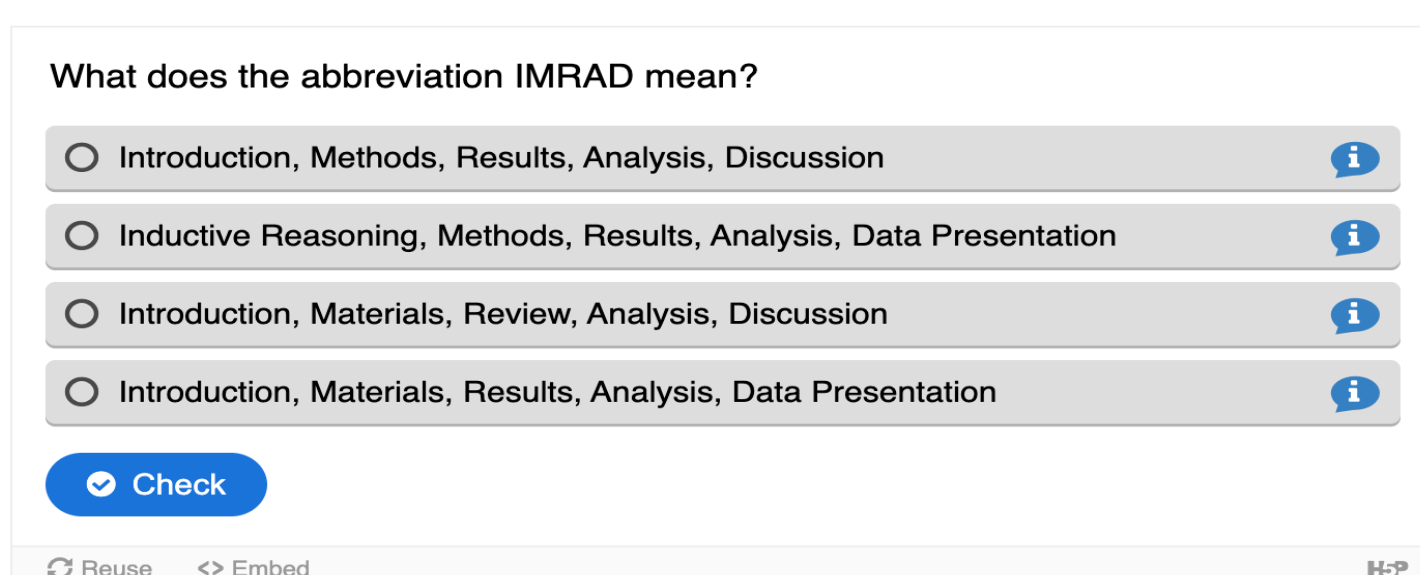 What does the abbreviation IMRAD mean?
Introduction, Methods, Results, Analysis, Discussion
Inductive Reasoning, Methods, Results, Analysis, Data Presentation
Introduction, Materials, Review, Analysis, Discussion
Introduction, Materials, Results, Analysis, Data Presentation
Check
Reuse <> Embed H5P